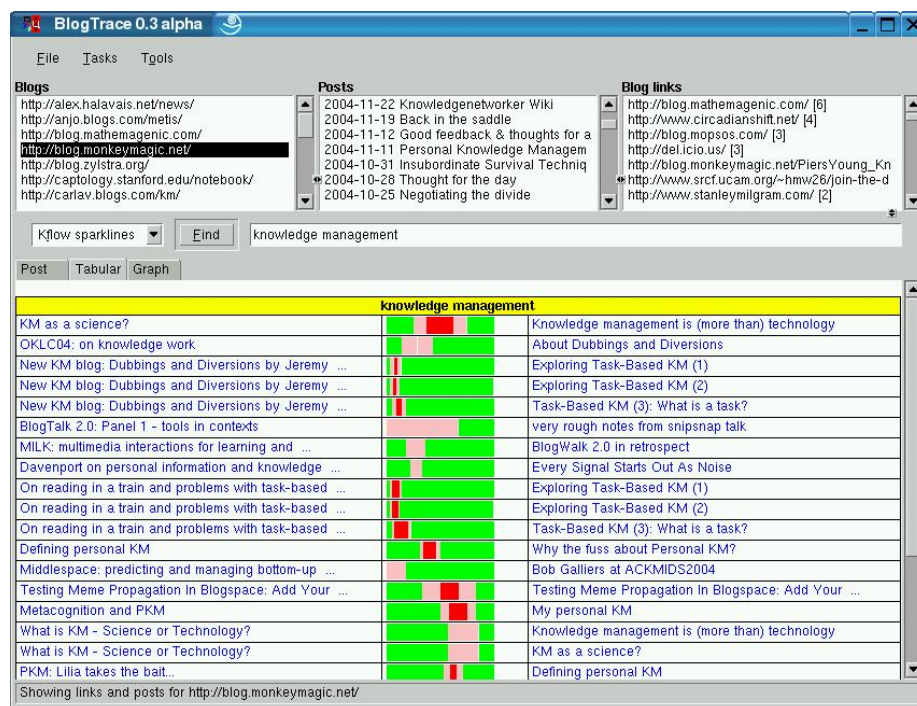 BlogTrace 0.3 alpha
File Tasks Tools
Blogs Posts Blog links
http://alex.halavais.net/news/ 2004-11-22 Knowledgenetworker Wiki http://blog.mathemagenic.com/ [6]
http://anjo.blogs.com/metis/ 2004-11-19 Back in the saddle http://www.circadianshift.net/ [4]
http://blog.mathemagenic.com/ 2004-11-12 Good feedback & thoughts for a http://blog.mopsos.com/ [3]
http://blog.monkeymagic.net/ 2004-11-11 Personal Knowledge Managem http://del.icio.us/ [3]
http://blog.zylstra.org/ 2004-10-31 Insubordinate Survival Techniq http://blog.monkeymagic.net/PiersYoung_Kn
http://captology.stanford.edu/notebook/ 2004-10-28 Thought for the day http://www.srcf.ucam.org/~hmw26/join-the-d
http://carlav.blogs.com/km/ 2004-10-25 Negotiating the divide http://www.stanleymilgram.com/ [2]
Kflow sparklines Find knowledge management
Post Tabular Graph
knowledge management
KM as a science? Knowledge management is (more than) technology
OKLC04: on knowledge work About Dubbings and Diversions
New KM blog: Dubbings and Diversions by Jeremy ... Exploring Task-Based KM (1)
New KM blog: Dubbings and Diversions by Jeremy ... Exploring Task-Based KM (2)
New KM blog: Dubbings and Diversions by Jeremy ... Task-Based KM (3): What is a task?
BlogTalk 2.0: Panel 1 - tools in contexts very rough notes from snipsnap talk
MILK: multimedia interactions for learning and ... BlogWalk 2.0 in retrospect
Davenport on personal information and knowledge ... Every Signal Starts Out As Noise
On reading in a train and problems with task-based ... Exploring Task-Based KM (1)
On reading in a train and problems with task-based ... Exploring Task-Based KM (2)
On reading in a train and problems with task-based ... Task-Based KM (3): What is a task?
Defining personal KM Why the fuss about Personal KM?
Middlespace: predicting and managing bottom-up ... Bob Galliers at ACKMIDS2004
Testing Meme Propagation In Blogspace: Add Your ... Testing Meme Propagation In Blogspace: Add Your ...
Metacognition and PKM My personal KM
What is KM - Science or Technology? Knowledge management is (more than) technology
What is KM - Science or Technology? KM as a science?
PKM: Lilia takes the bait... Defining personal KM
Showing links and posts for http://blog.monkeymagic.net/